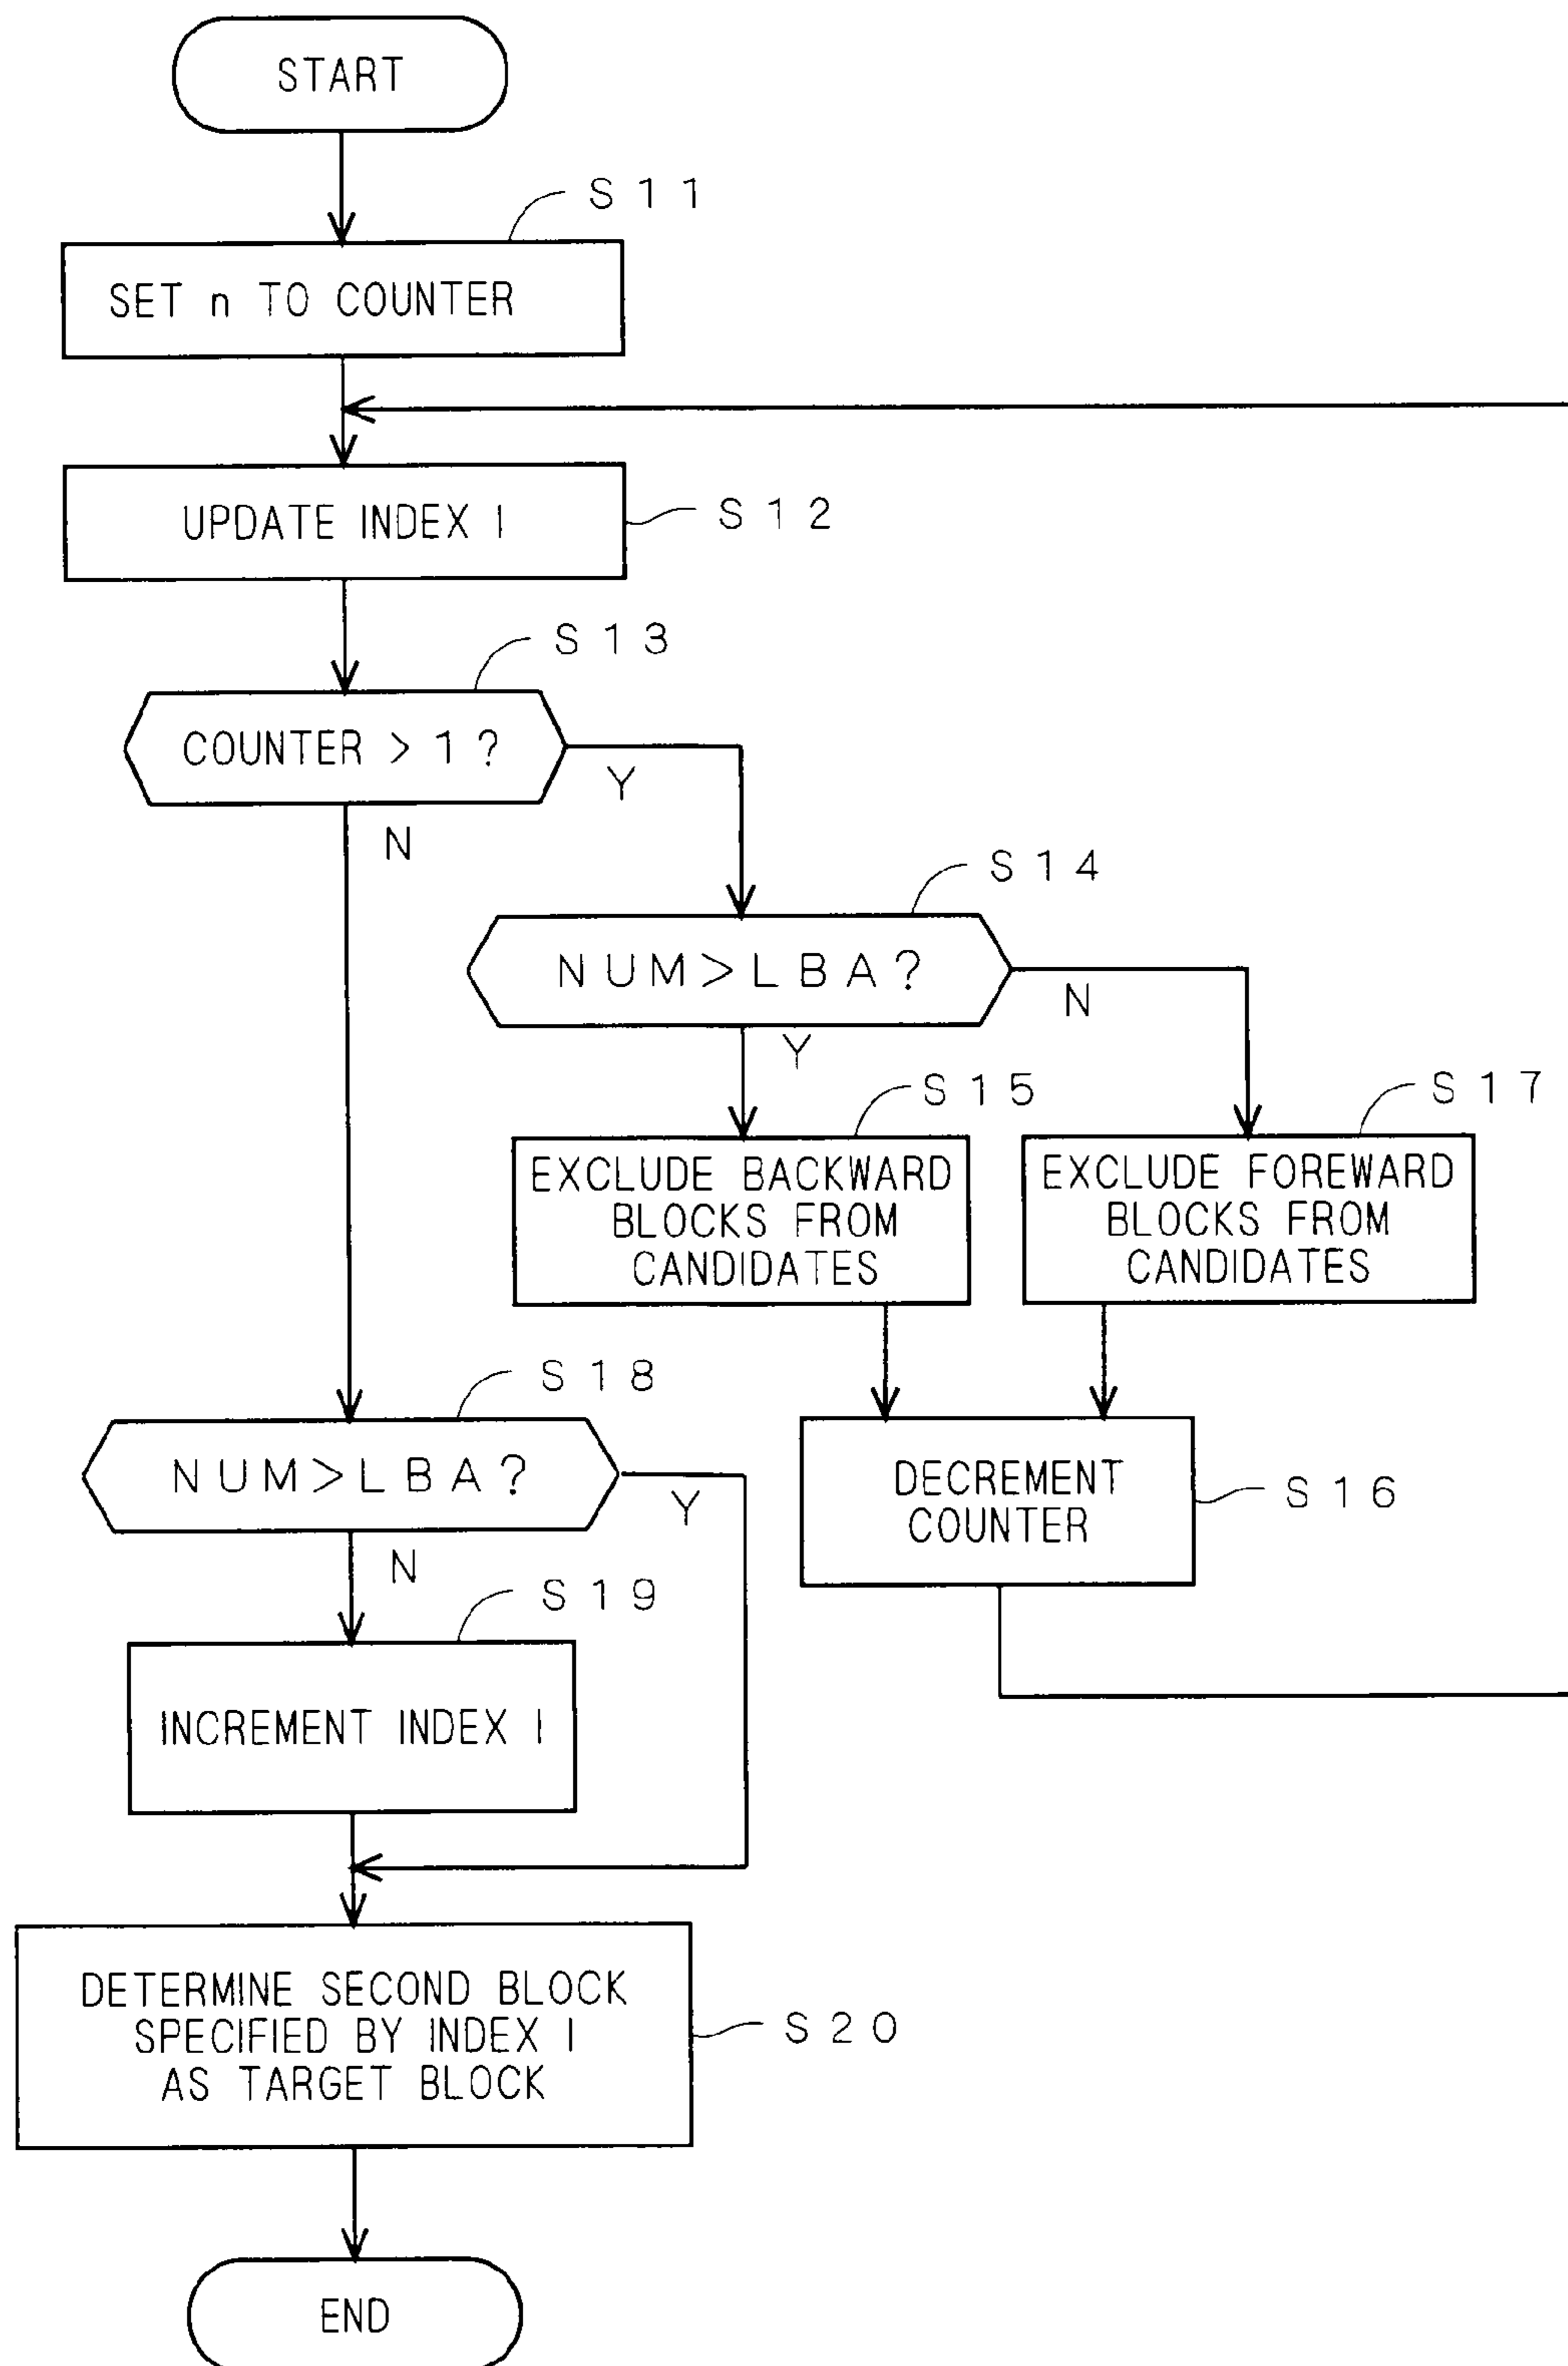 START
S11
SET n TO COUNTER
UPDATE INDEX I
S12
S13
COUNTER > 1?
Y
N
S14
NUM>LBA?
N
Y
S15
EXCLUDE BACKWARD
BLOCKS FROM
CANDIDATES
S17
EXCLUDE FOREWARD
BLOCKS FROM
CANDIDATES
S18
NUM>LBA?
Y
N
DECREMENT
COUNTER
S16
S19
INCREMENT INDEX I
DETERMINE SECOND BLOCK
SPECIFIED BY INDEX I
AS TARGET BLOCK
S20
END